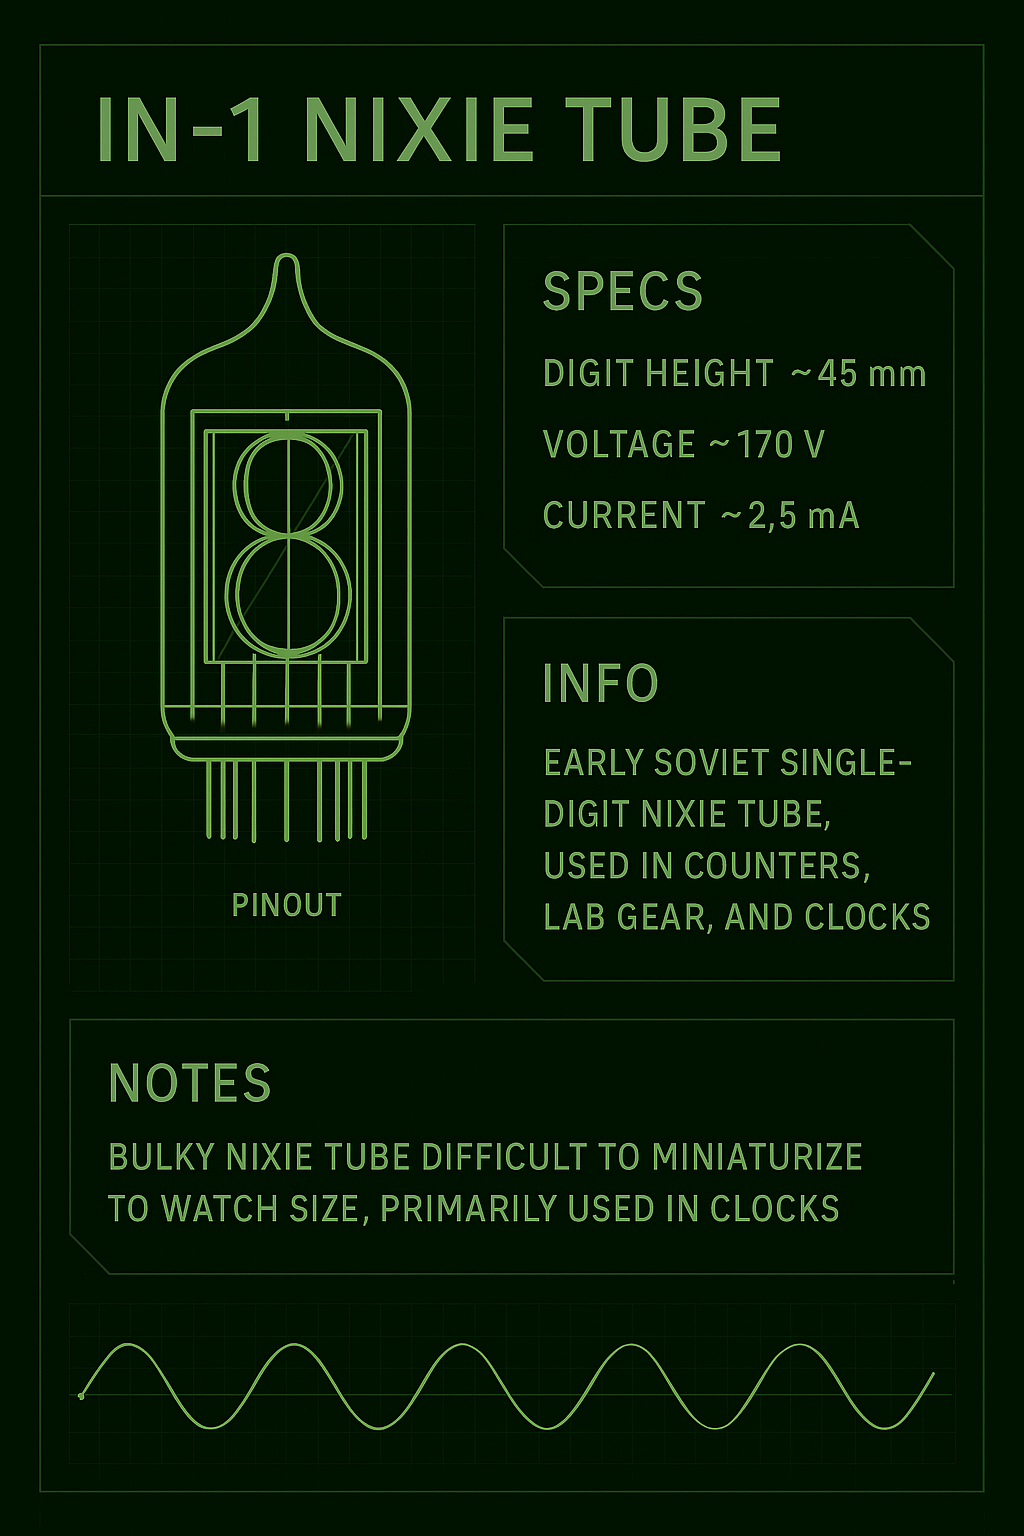 IN-1 NIXIE TUBE
SPECS
DIGIT HEIGHT ~45 mm
VOLTAGE ~170 V
CURRENT ~2,5 mA
INFO
EARLY SOVIET SINGLE-
DIGIT NIXIE TUBE,
USED IN COUNTERS,
LAB GEAR, AND CLOCKS
8
PINOUT
NOTES
BULKY NIXIE TUBE DIFFICULT TO MINIATURIZE
TO WATCH SIZE, PRIMARILY USED IN CLOCKS